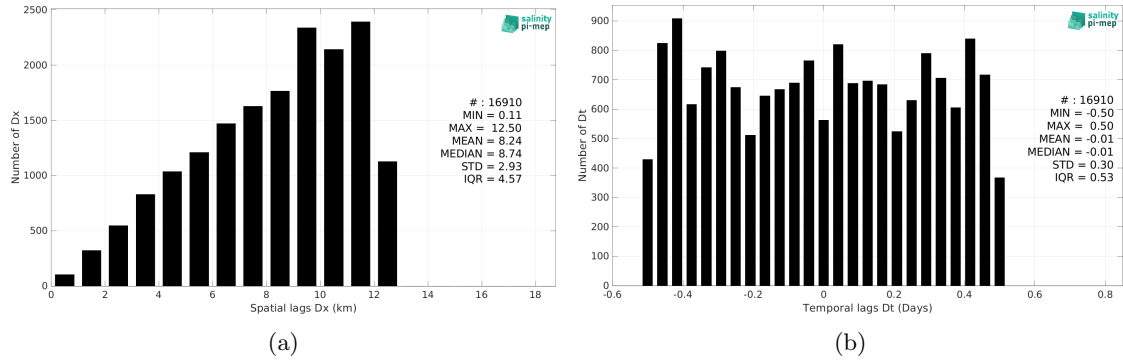 2500
2000
1500
1000
500
0
Number of Dx
salinity
pi-mep
# : 16910
MIN = 0.11
MAX = 12.50
MEAN = 8.24
MEDIAN = 8.74
STD = 2.93
IQR = 4.57
0 2 4 6 8 10 12 14 16 18
Spatial lags Dx (km)
(a)
900
800
700
600
500
400
300
200
100
0
Number of Dt
salinity
pi-mep
# : 16910
MIN = -0.50
MAX = 0.50
MEAN = -0.01
MEDIAN = -0.01
STD = 0.30
IQR = 0.53
-0.6 -0.4 -0.2 0 0.2 0.4 0.6 0.8
Temporal lags Dt (Days)
(b)